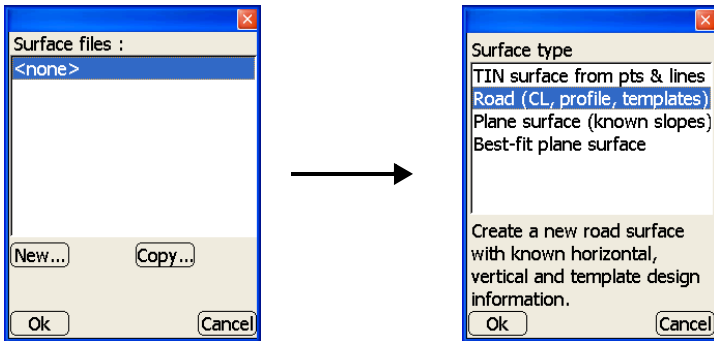 Surface files :
<none>
New...
Copy...
Ok
Cancel
Surface type
TIN surface from pts & lines
Road (CL, profile, templates)
Plane surface (known slopes)
Best-fit plane surface
Create a new road surface
with known horizontal,
vertical and template design
information.
Ok
Cancel